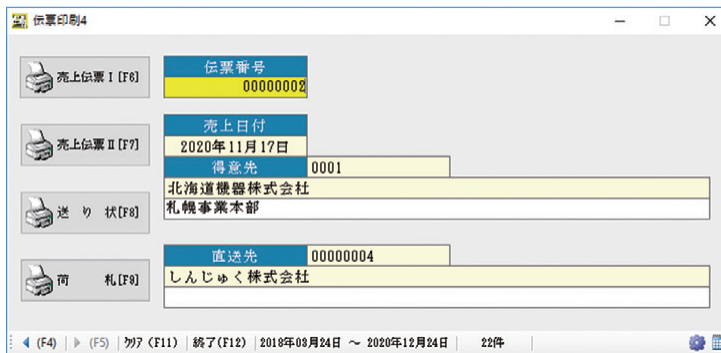 伝票印刷4
売上伝票Ⅰ[F6]
伝票番号
00000002
売上伝票Ⅱ[F7]
売上日付
2020年11月17日
得意先 0001
北海道機器株式会社
札幌事業本部
送り状[F8]
直送先 00000004
しんじゅく株式会社
荷札[F9]
(F4) (F5) クリア (F11) 終了(F12) 2018年03月24日 ～ 2020年12月24日 22件